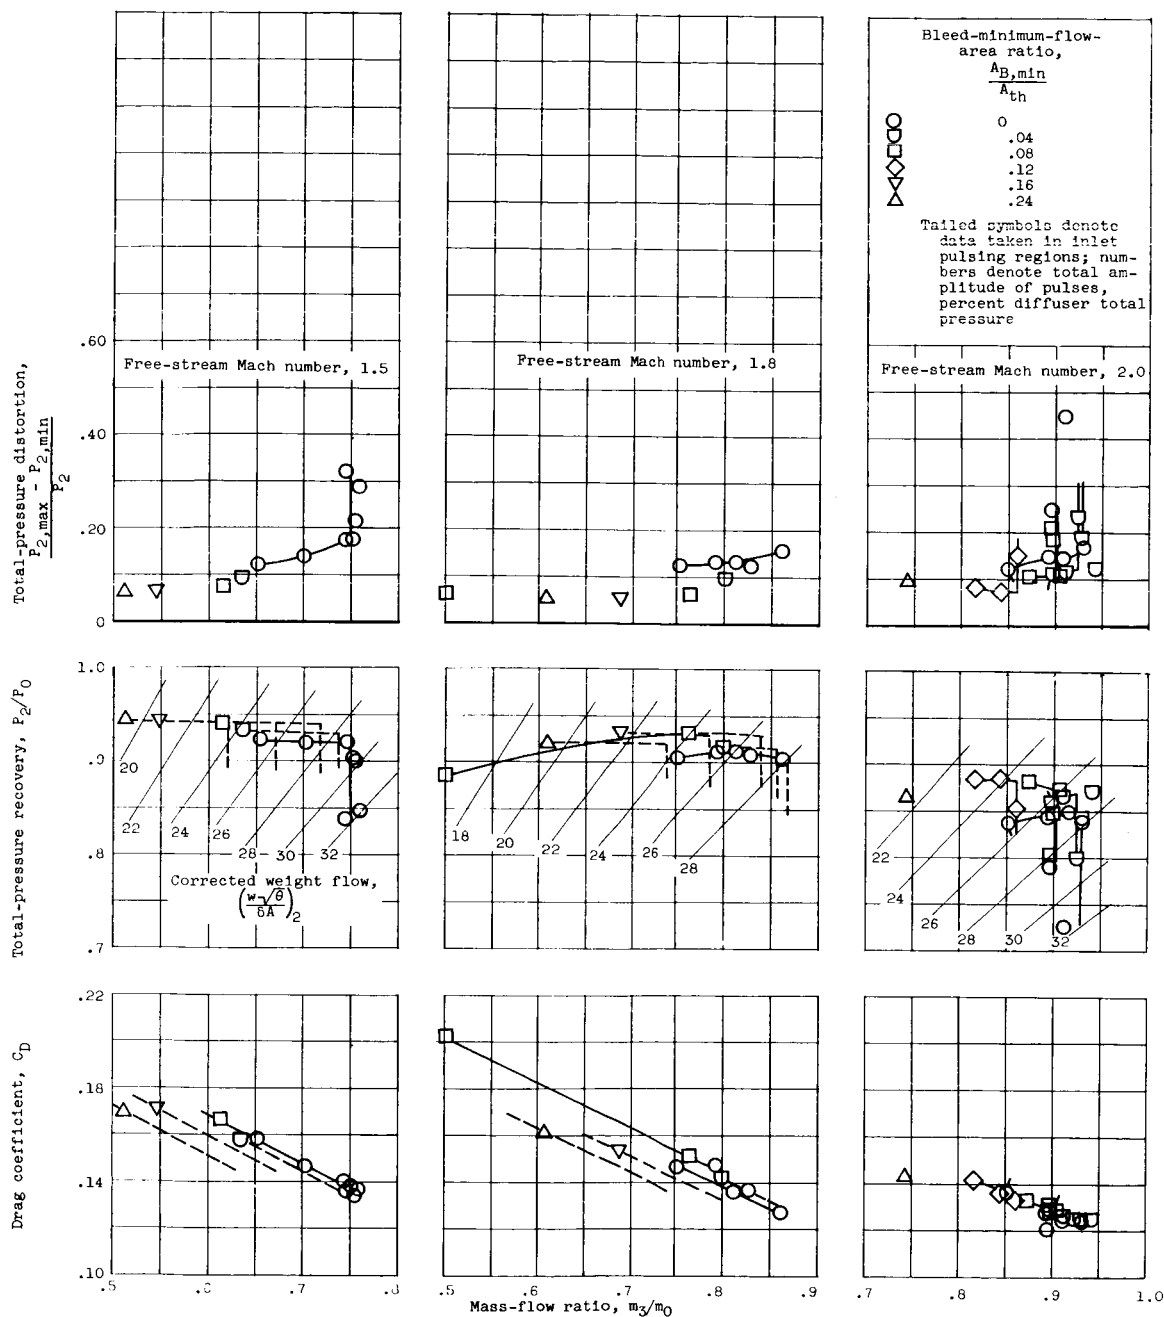 Bleed-minimum-flow-
area ratio,
A_B,min
A_th
0
.04
.08
.12
.16
.24
Tailed symbols denote
data taken in inlet
pulsing regions; num-
bers denote total am-
plitude of pulses,
percent diffuser total
pressure
Free-stream Mach number, 1.5
Free-stream Mach number, 1.8
Free-stream Mach number, 2.0
Total-pressure distortion,
P_2,max - P_2,min
P_2
.60
.40
.20
0
Total-pressure recovery, P_2/P_0
1.0
.9
.8
.7
20
22
24
26
28
30
32
Corrected weight flow,
(w√θ/δA)_2
18
20
22
24
26
28
22
24
26
28
30
32
Drag coefficient, C_D
.22
.18
.14
.10
.5
.6
.7
.8
.5
.6
.7
.8
.9
.7
.8
.9
1.0
Mass-flow ratio, m_3/m_0